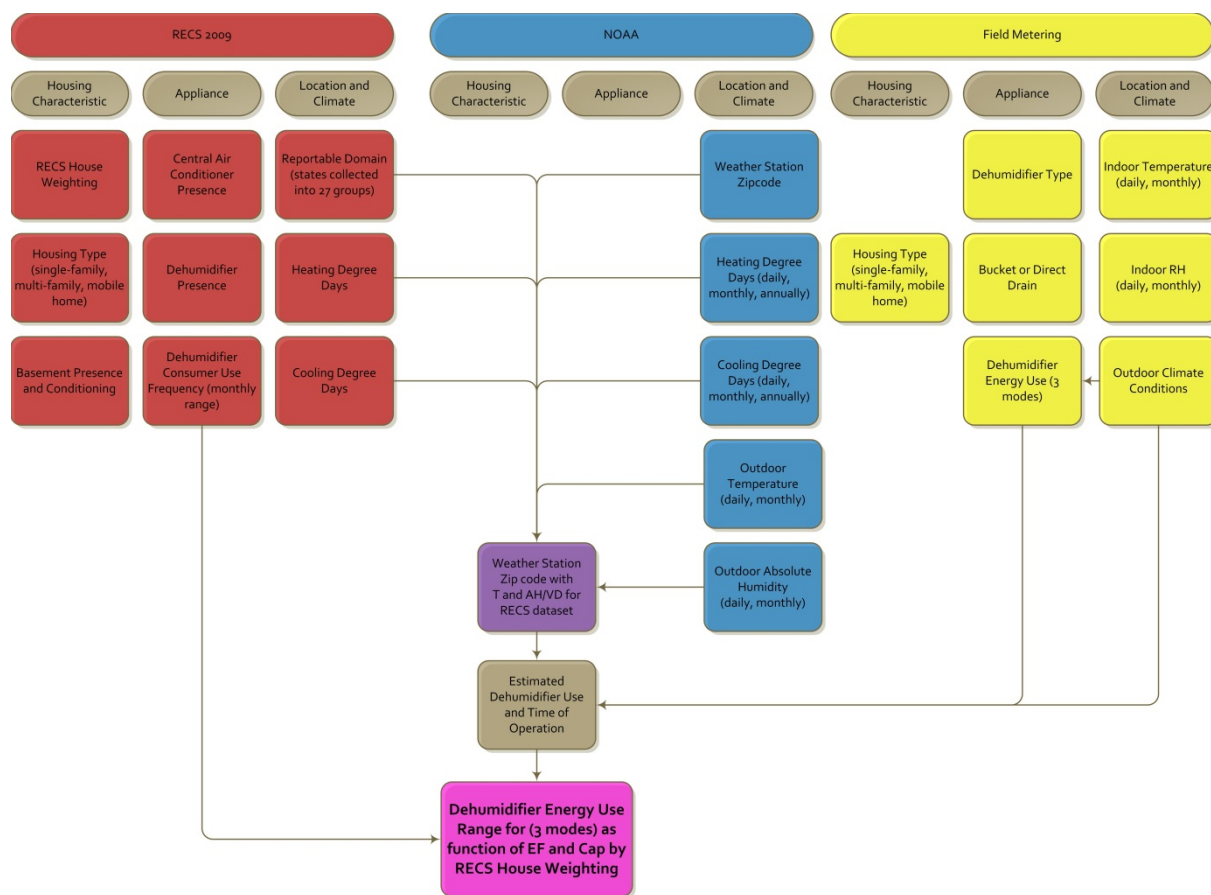 RECS 2009
NOAA
Field Metering
Housing
Characteristic
Appliance
Location and
Climate
Housing
Characteristic
Appliance
Location and
Climate
Housing
Characteristic
Appliance
Location and
Climate
RECS House
Weighting
Central Air
Conditioner
Presence
Reportable Domain
(states collected
into 27 groups)
Weather Station
Zipcode
Dehumidifier Type
Indoor Temperature
(daily, monthly)
Housing Type
(single-family,
multi-family, mobile
home)
Dehumidifier
Presence
Heating Degree
Days
Heating Degree
Days (daily,
monthly, annually)
Housing Type
(single-family,
multi-family, mobile
home)
Bucket or Direct
Drain
Indoor RH
(daily, monthly)
Basement Presence
and Conditioning
Dehumidifier
Consumer Use
Frequency (monthly
range)
Cooling Degree
Days
Cooling Degree
Days (daily,
monthly, annually)
Dehumidifier
Energy Use (3
modes)
Outdoor Climate
Conditions
Outdoor
Temperature
(daily, monthly)
Weather Station
Zip code with
T and AH/VD for
RECS dataset
Outdoor Absolute
Humidity
(daily, monthly)
Estimated
Dehumidifier Use
and Time of
Operation
Dehumidifier Energy Use
Range for (3 modes) as
function of EF and Cap by
RECS House Weighting